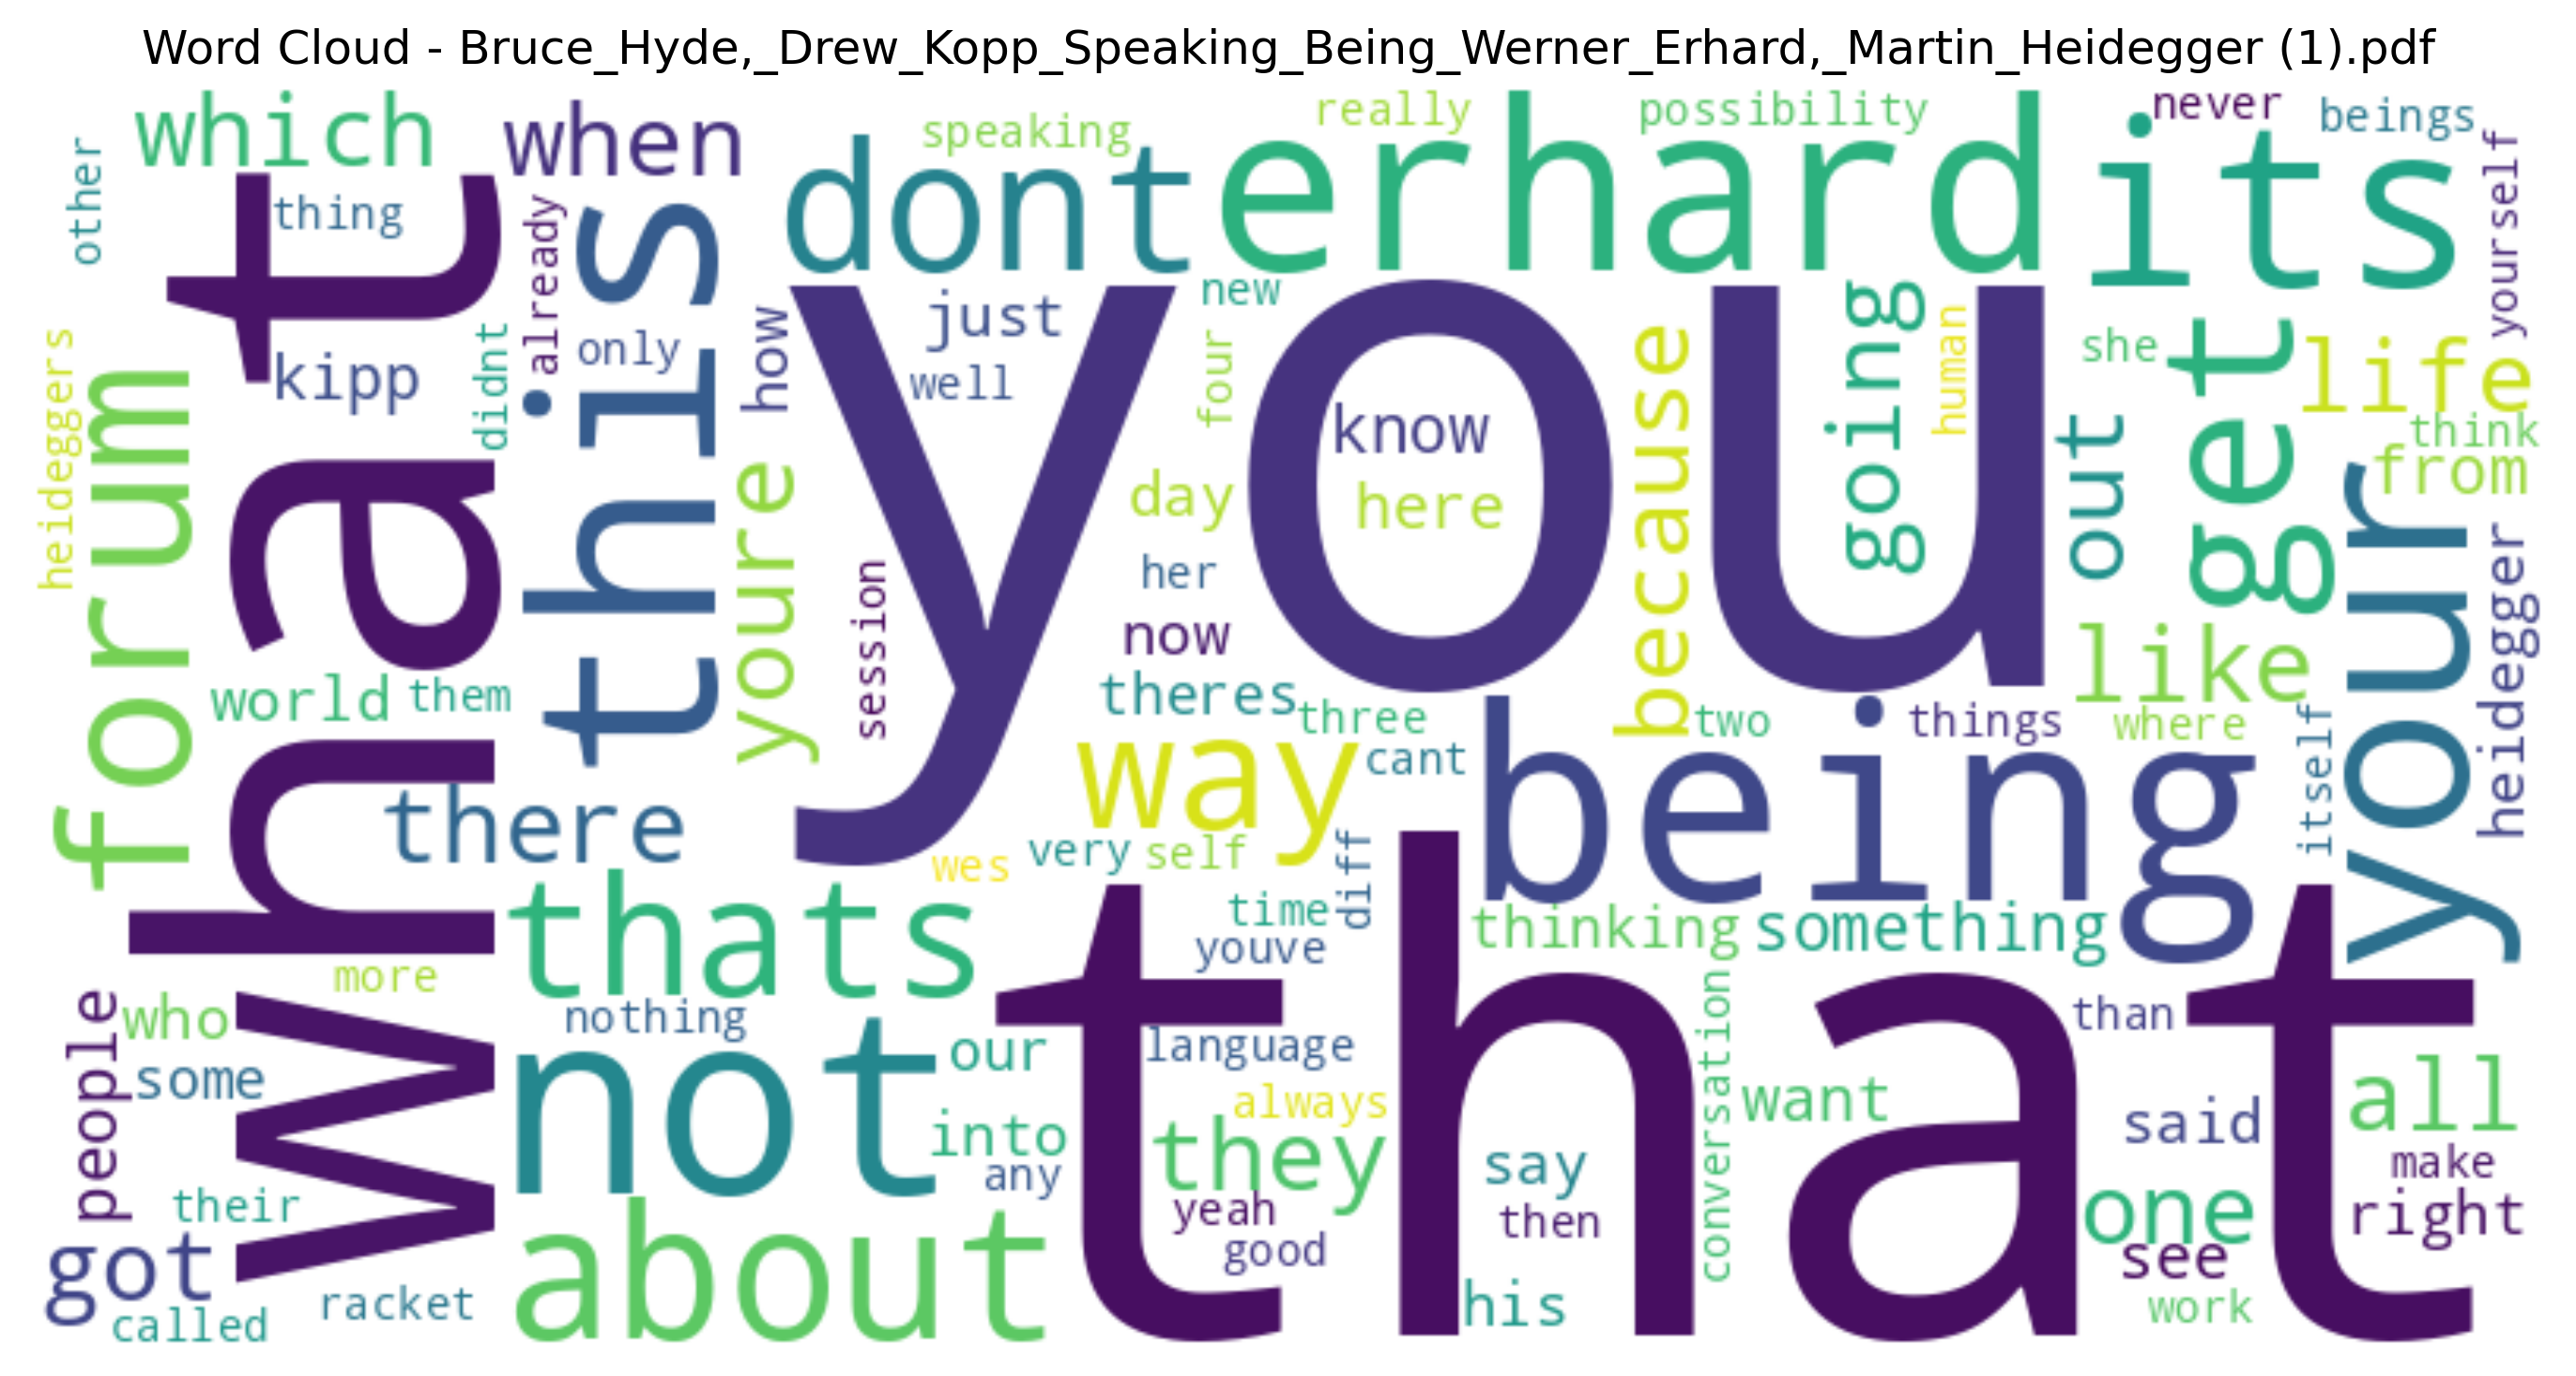 Word Cloud - Bruce_Hyde,_Drew_Kopp_Speaking_Being_Werner_Erhard,_Martin_Heidegger (1).pdf
which
when
speaking
really
possibility
never
beings
other
thing
already
this
dont
erhard
its
yourself
what
kipp
only
how
just
new
going
human
she
get
life
heideggers
forum
didnt
well
four
you
know
because
out
think
from
your
youre
day
here
session
her
now
like
heidegger
world
them
theres
three
two
things
where
itself
there
way
cant
being
wes
very
self
diff
thats
time
youve
thinking
something
more
people
who
nothing
not
our
language
that
than
some
always
conversation
want
all
into
they
any
said
say
make
their
yeah
then
one
right
got
about
good
see
called
racket
his
work